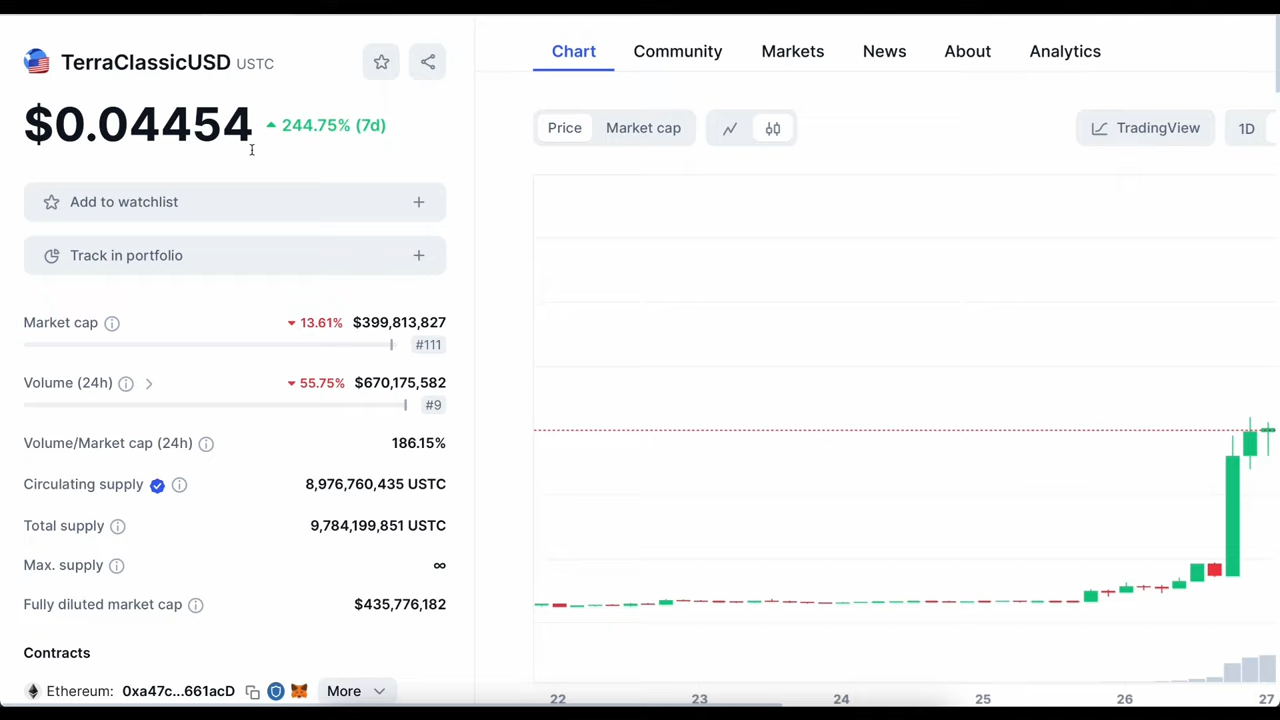 TerraClassicUSD USTC
$0.04454 244.75% (7d)
Add to watchlist
Track in portfolio
Market cap 13.61% $399,813,827
#111
Volume (24h) 55.75% $670,175,582
#9
Volume/Market cap (24h) 186.15%
Circulating supply 8,976,760,435 USTC
Total supply 9,784,199,851 USTC
Max. supply ∞
Fully diluted market cap $435,776,182
Contracts
Ethereum: 0xa47c...661acD More
Chart Community Markets News About Analytics
Price Market cap TradingView 1D
22 23 24 25 26 27